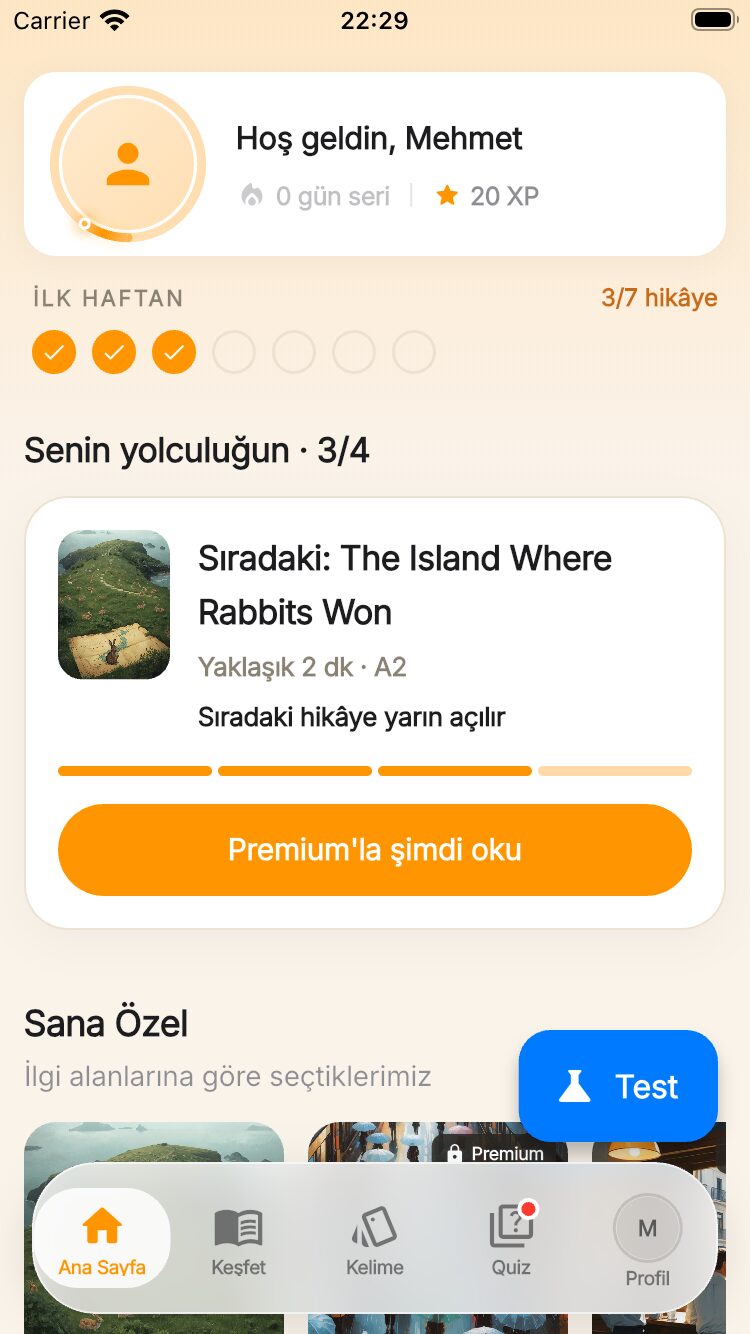 Carrier 22:29
Hoş geldin, Mehmet
0 gün seri 20 XP
İLK HAFTAN 3/7 hikâye
Senin yolculuğun · 3/4
Sıradaki: The Island Where
Rabbits Won
Yaklaşık 2 dk · A2
Sıradaki hikâye yarın açılır
Premium'la şimdi oku
Sana Özel
İlgi alanlarına göre seçtiklerimiz
Test
Premium
M
Ana Sayfa Keşfet Kelime Quiz Profil